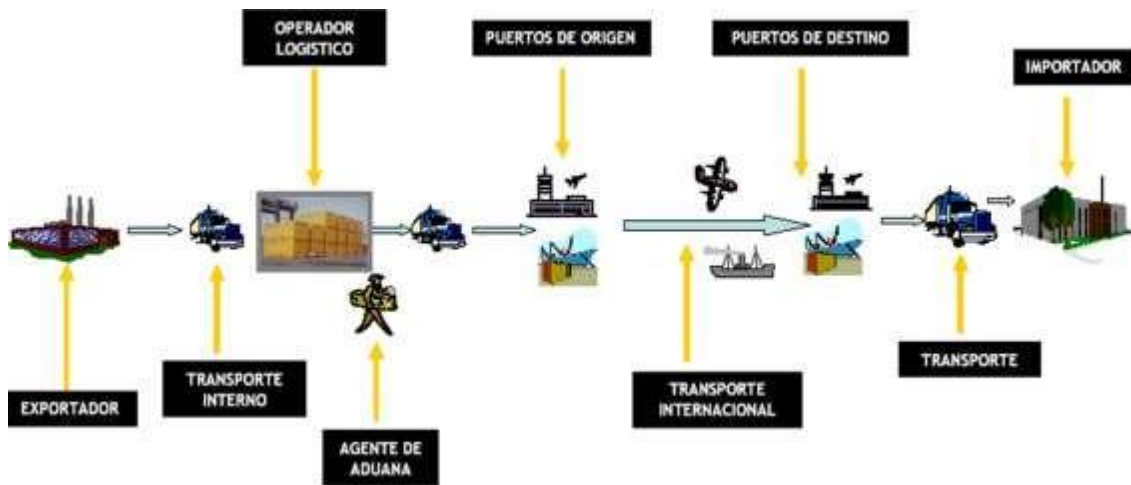 OPERADOR
LOGISTICO
PUERTOS DE ORIGEN
PUERTOS DE DESTINO
IMPORTADOR
EXPORTADOR
TRANSPORTE
INTERNO
AGENTE DE
ADUANA
TRANSPORTE
INTERNACIONAL
TRANSPORTE